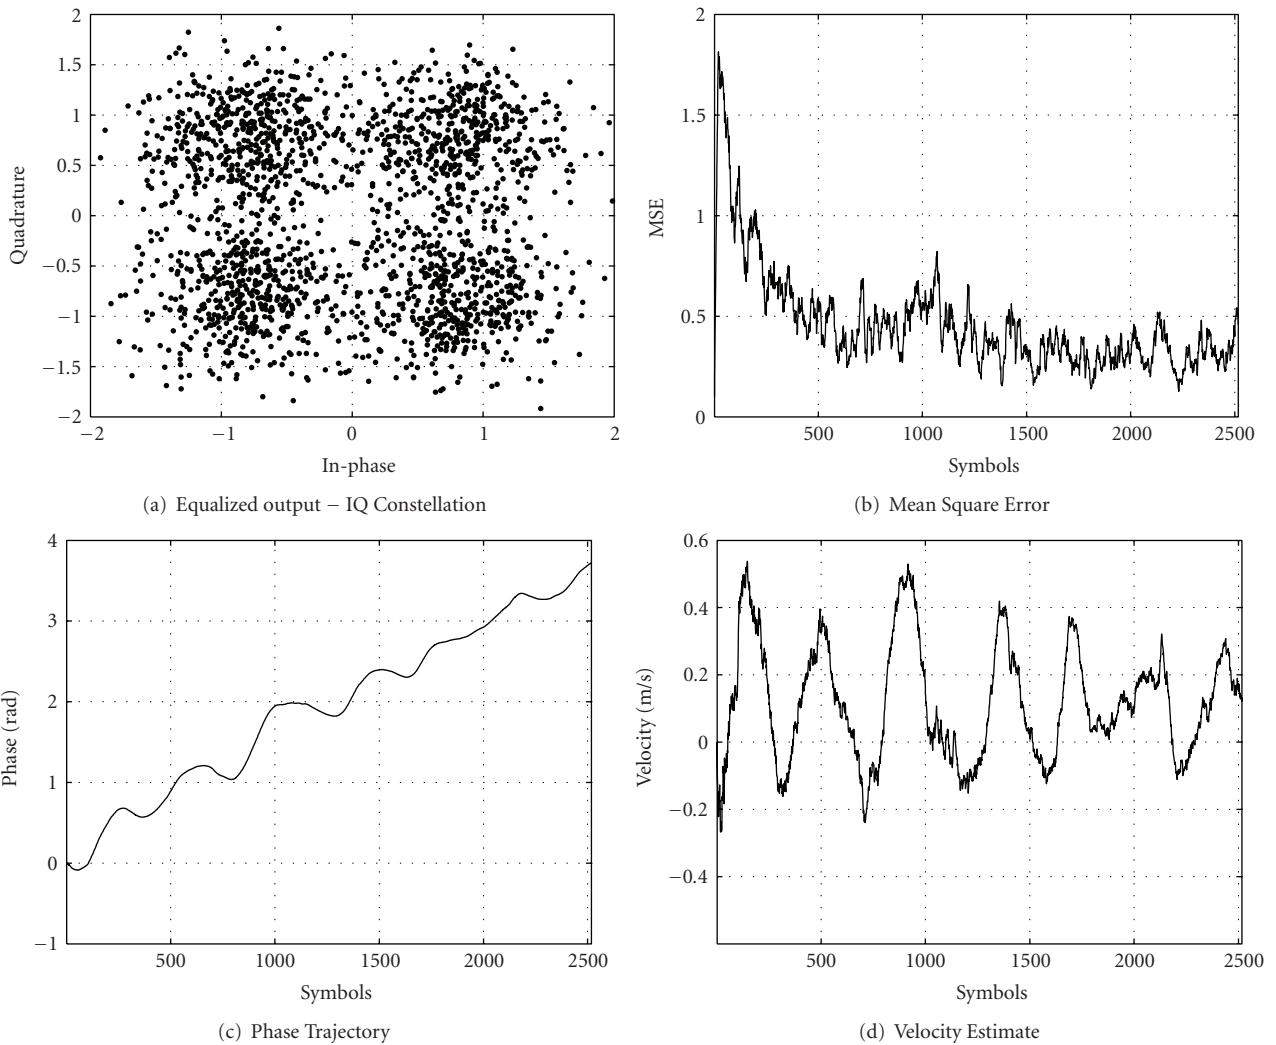 2
1.5
1
0.5
0
−0.5
−1
−1.5
−2
Quadrature
−2 −1 0 1 2
In-phase
(a) Equalized output − IQ Constellation
2
1.5
1
0.5
0
MSE
500 1000 1500 2000 2500
Symbols
(b) Mean Square Error
4
3
2
1
0
−1
Phase (rad)
500 1000 1500 2000 2500
Symbols
(c) Phase Trajectory
0.6
0.4
0.2
0
−0.2
−0.4
Velocity (m/s)
500 1000 1500 2000 2500
Symbols
(d) Velocity Estimate